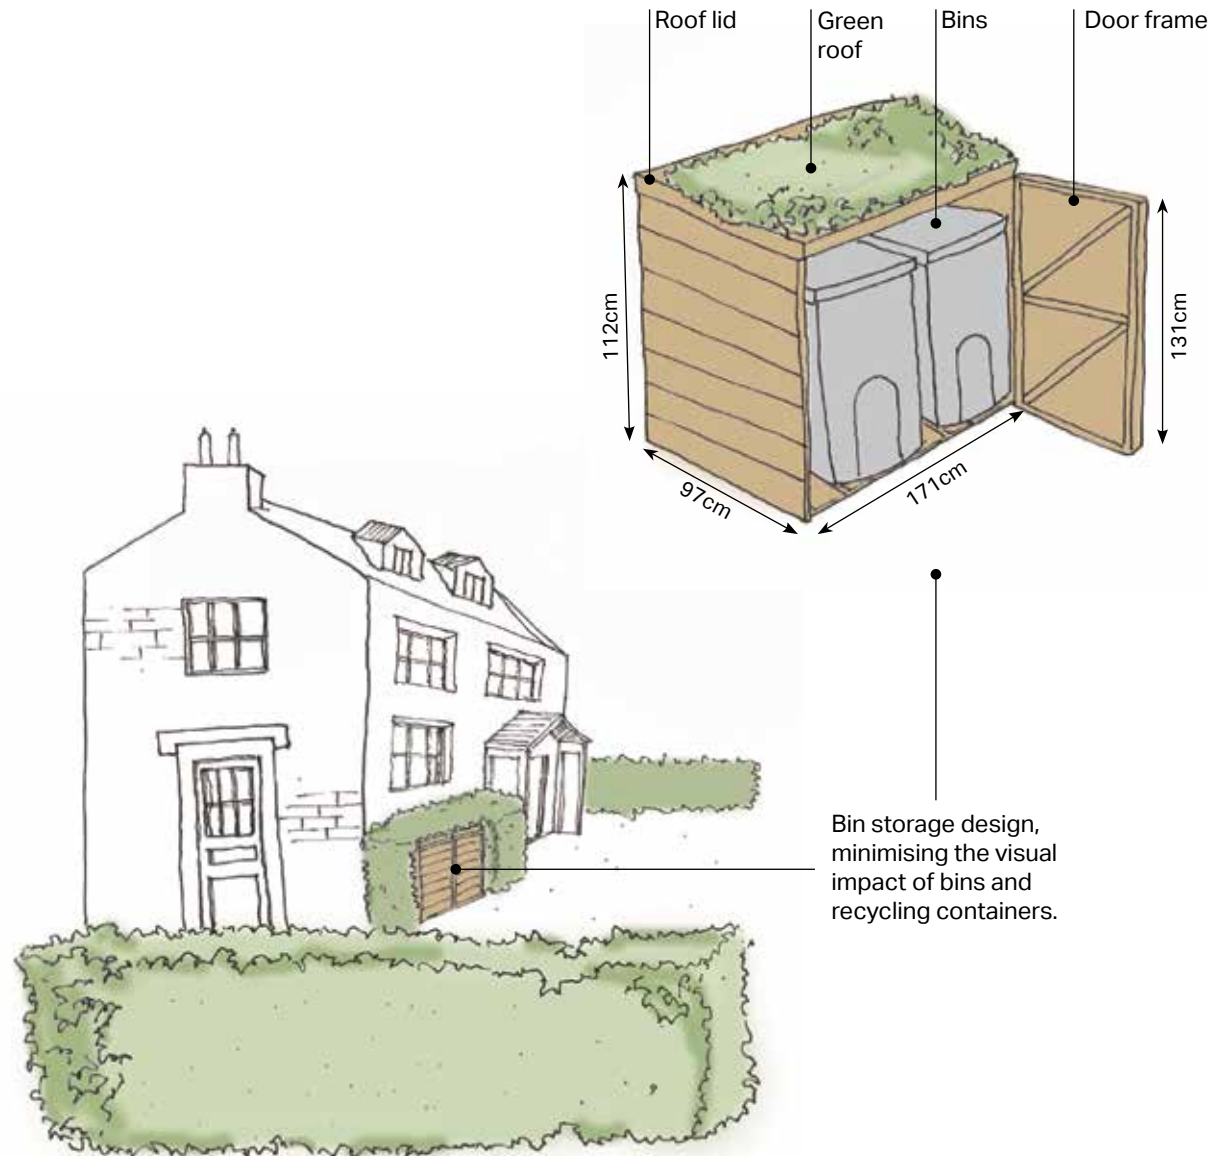 Roof lid
Green
roof
Bins
Door frame
112cm
131cm
97cm
171cm
Bin storage design,
minimising the visual
impact of bins and
recycling containers.